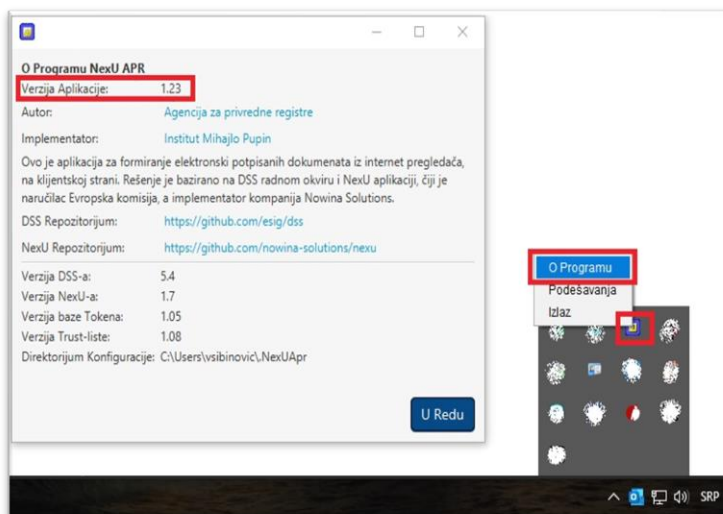 O Programu NexU APR
Verzija Aplikacije: 1.23
Autor: Agencija za privredne registre
Implementator: Institut Mihajlo Pupin
Ovo je aplikacija za formiranje elektronski potpisanih dokumenata iz internet pregledača,
na klijentskoj strani. Rešenje je bazirano na DSS radnom okviru i NexU aplikaciji, čiji je
naručilac Evropska komisija, a implementator kompanija Nowina Solutions.
DSS Repozitorijum: https://github.com/esig/dss
NexU Repozitorijum: https://github.com/nowina-solutions/nexu
Verzija DSS-a: 5.4
Verzija NexU-a: 1.7
Verzija baze Tokena: 1.05
Verzija Trust-liste: 1.08
Direktorijum Konfiguracije: C:\Users\vsibinovic\.NexUApr
U Redu
O Programu
Podešavanja
Izlaz
SRP